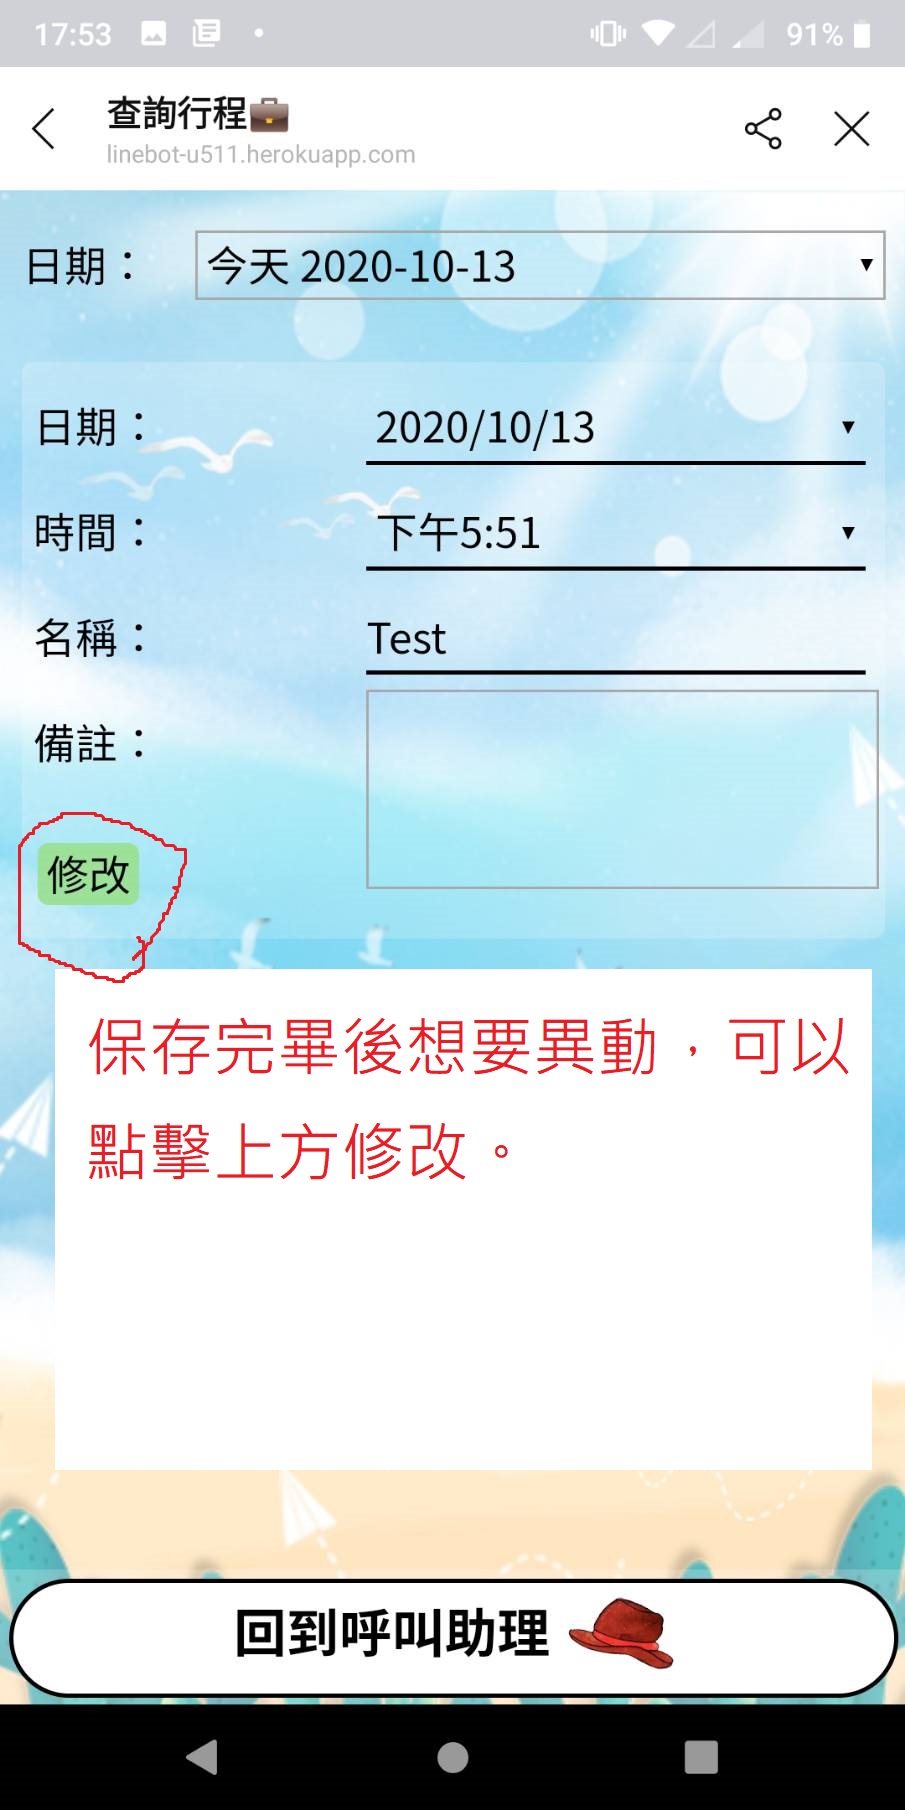 17:53 91%
查詢行程💼
linebot-u511.herokuapp.com
日期： 今天 2020-10-13
日期： 2020/10/13
時間： 下午5:51
名稱： Test
備註：
修改
保存完畢後想要異動，可以
點擊上方修改。
回到呼叫助理